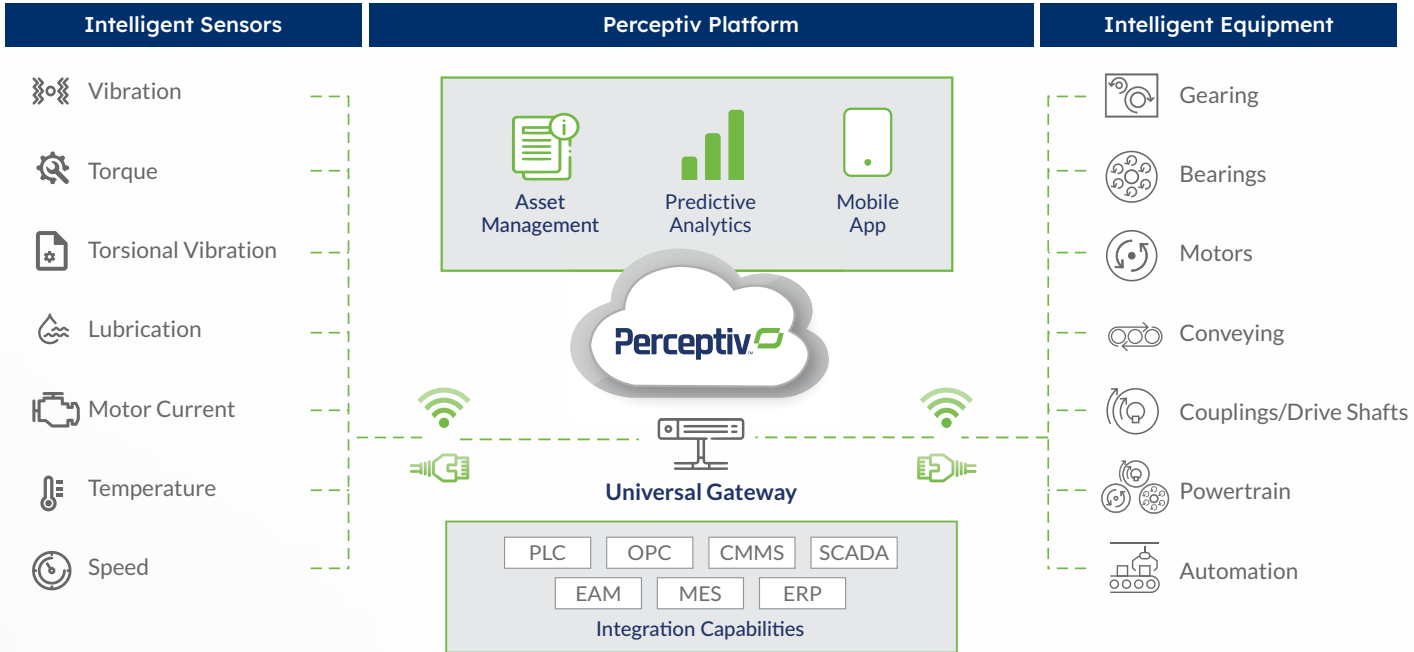 Intelligent Sensors
Perceptiv Platform
Intelligent Equipment
Vibration
Torque
Torsional Vibration
Lubrication
Motor Current
Temperature
Speed
Asset
Management
Predictive
Analytics
Mobile
App
Perceptiv™
Universal Gateway
PLC
OPC
CMMS
SCADA
EAM
MES
ERP
Integration Capabilities
Gearing
Bearings
Motors
Conveying
Couplings/Drive Shafts
Powertrain
Automation